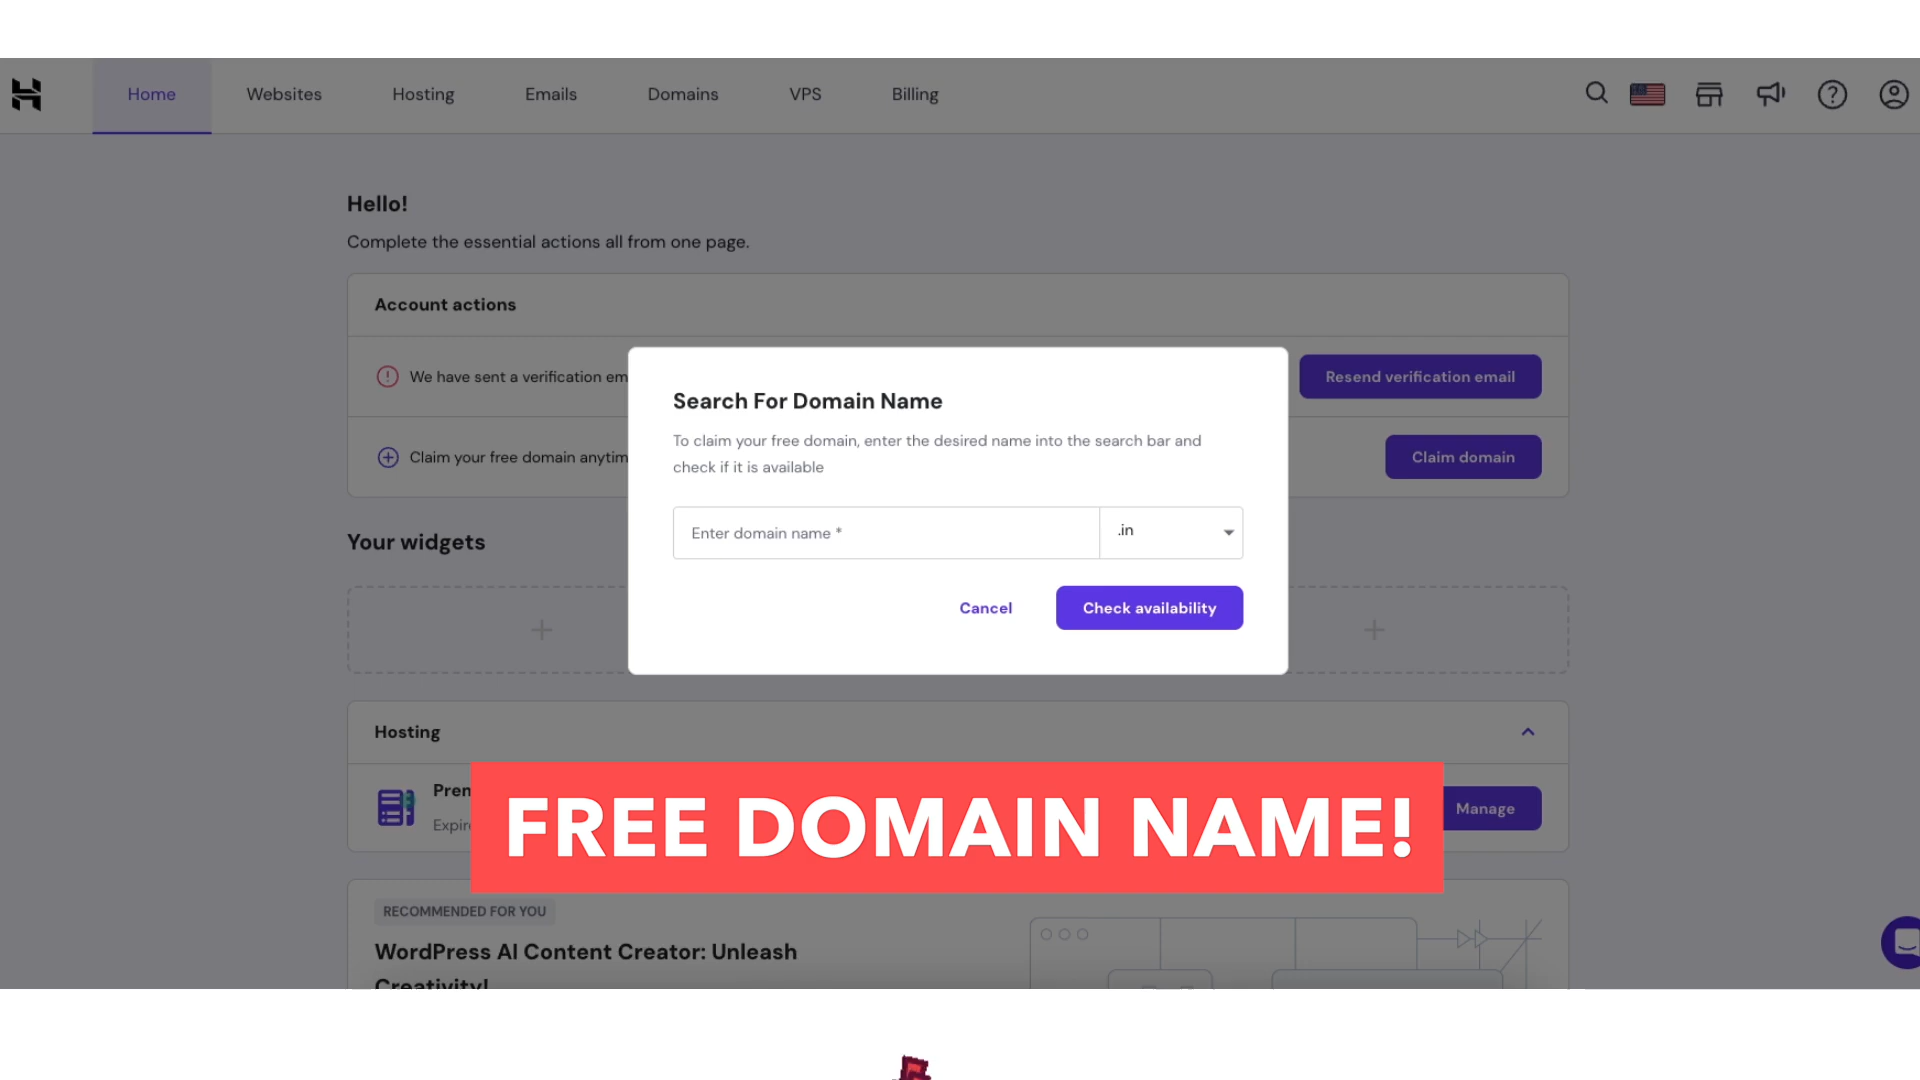 Home
Websites
Hosting
Emails
Domains
VPS
Billing
Hello!
Complete the essential actions all from one page.
Account actions
We have sent a verification em
Resend verification email
Claim your free domain anytim
Claim domain
Search For Domain Name
To claim your free domain, enter the desired name into the search bar and
check if it is available
Enter domain name *
.in
Cancel
Check availability
Your widgets
Hosting
Prem
Expire
Manage
FREE DOMAIN NAME!
RECOMMENDED FOR YOU
WordPress AI Content Creator: Unleash
Creativity!